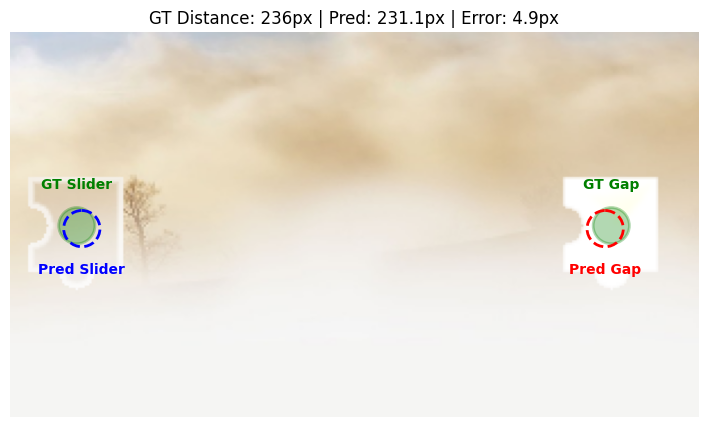 GT Distance: 236px | Pred: 231.1px | Error: 4.9px
GT Slider
GT Gap
Pred Slider
Pred Gap